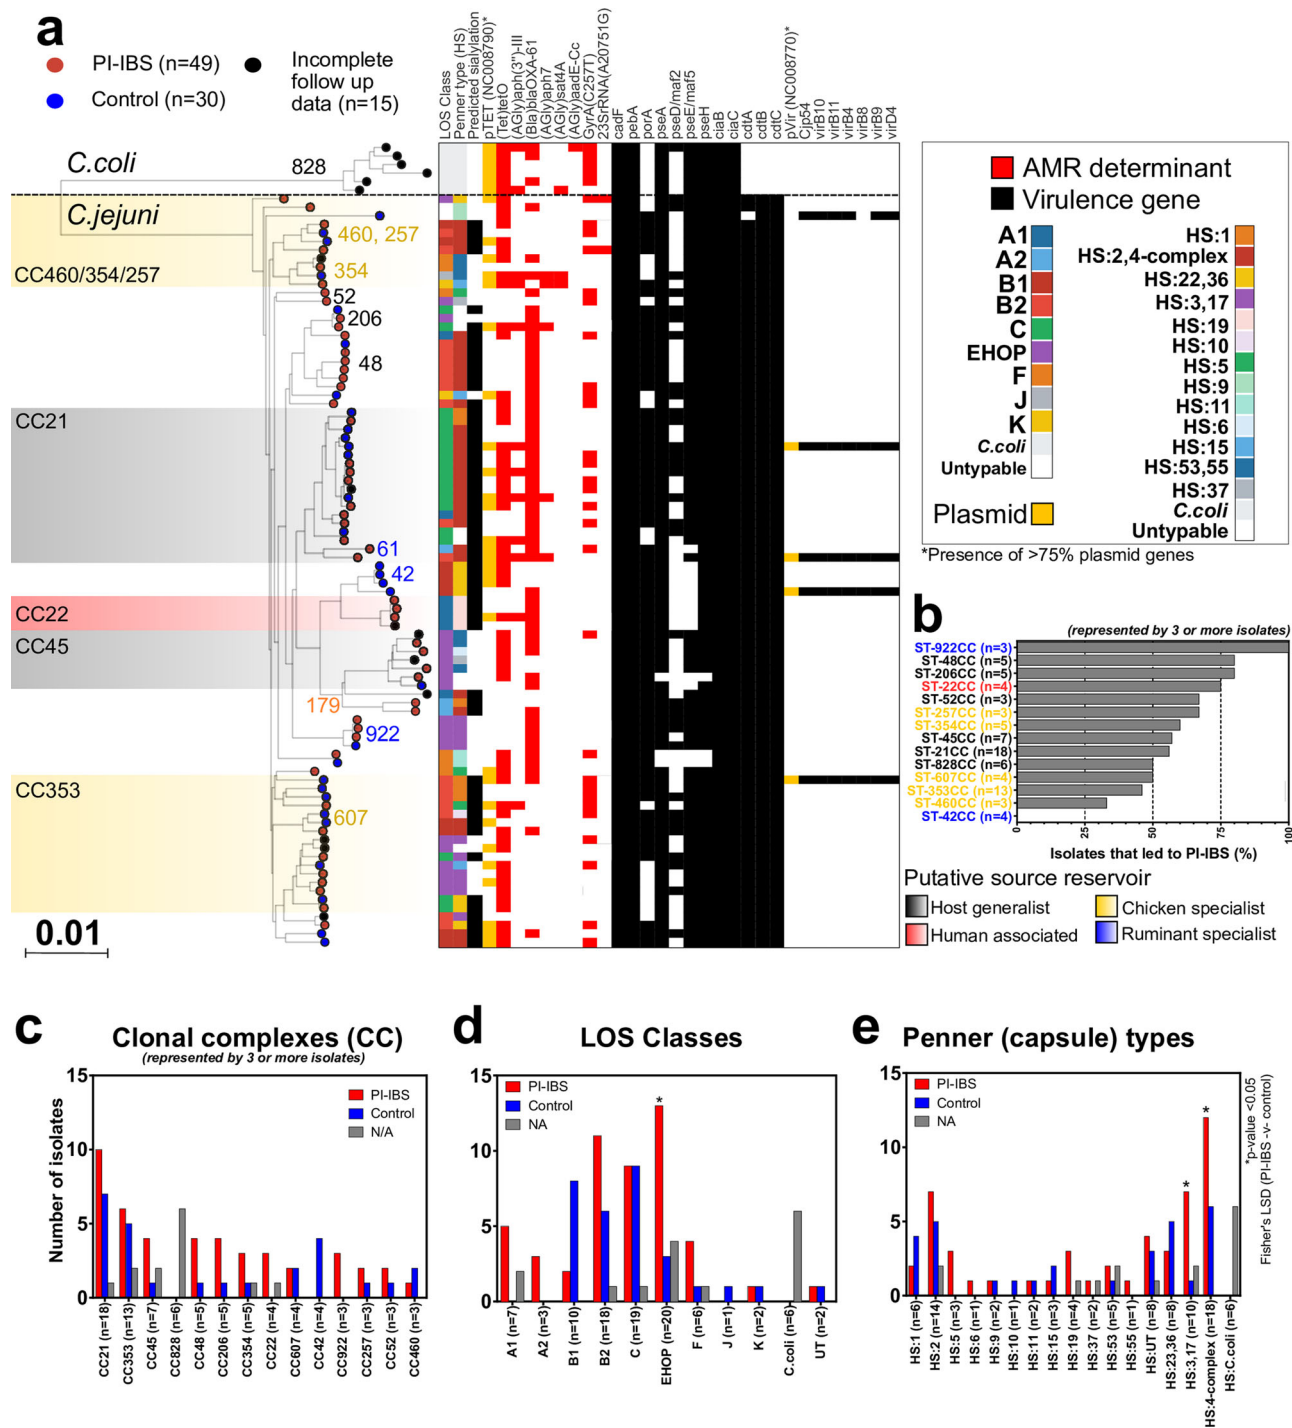 a
PI-IBS (n=49)
Control (n=30)
Incomplete
follow up
data (n=15)
LOS Class
Penner type (HS)
Predicted sialylation
pTET (NC008790)*
(Tet)tetO
(AGly)aph(3")-III
(Bla)blaOXA-61
(AGly)aph7
(AGly)sat4A
(AGly)aadE-Cc
GyrA(C257T)
23SrRNA(A20751G)
cadF
pebA
porA
pseA
pseD/maf2
pseE/maf5
pseH
ciaB
ciaC
cdtA
cdtB
cdtC
pVir (NC008770)*
Cjp54
virB10
virB11
virB4
virB8
virB9
virD4
C.coli
828
C.jejuni
460, 257
354
CC460/354/257
52
206
48
CC21
61
42
CC22
CC45
179
922
CC353
607
0.01
AMR determinant
Virulence gene
A1
A2
B1
B2
C
EHOP
F
J
K
C.coli
Untypable
Plasmid
HS:1
HS:2,4-complex
HS:22,36
HS:3,17
HS:19
HS:10
HS:5
HS:9
HS:11
HS:6
HS:15
HS:53,55
HS:37
C.coli
Untypable
*Presence of >75% plasmid genes
b
(represented by 3 or more isolates)
ST-922CC (n=3)
ST-48CC (n=5)
ST-206CC (n=5)
ST-22CC (n=4)
ST-52CC (n=3)
ST-257CC (n=3)
ST-354CC (n=5)
ST-45CC (n=7)
ST-21CC (n=18)
ST-828CC (n=6)
ST-607CC (n=4)
ST-353CC (n=13)
ST-460CC (n=3)
ST-42CC (n=4)
0
25
50
75
100
Isolates that led to PI-IBS (%)
Putative source reservoir
Host generalist
Chicken specialist
Human associated
Ruminant specialist
c
Clonal complexes (CC)
(represented by 3 or more isolates)
Number of isolates
15
10
5
0
PI-IBS
Control
N/A
CC21 (n=18)
CC353 (n=13)
CC45 (n=7)
CC828 (n=6)
CC48 (n=5)
CC206 (n=5)
CC354 (n=5)
CC22 (n=4)
CC607 (n=4)
CC42 (n=4)
CC922 (n=3)
CC257 (n=3)
CC52 (n=3)
CC460 (n=3)
d
LOS Classes
15
10
5
0
PI-IBS
Control
NA
*
A1 (n=7)
A2 (n=3)
B1 (n=10)
B2 (n=18)
C (n=19)
EHOP (n=20)
F (n=6)
J (n=1)
K (n=2)
C.coli (n=6)
UT (n=2)
e
Penner (capsule) types
15
10
5
0
PI-IBS
Control
NA
*
*
HS:1 (n=6)
HS:2 (n=14)
HS:5 (n=3)
HS:6 (n=1)
HS:9 (n=2)
HS:10 (n=1)
HS:11 (n=2)
HS:15 (n=3)
HS:19 (n=4)
HS:37 (n=2)
HS:53 (n=5)
HS:55 (n=1)
HS:UT (n=8)
HS:23,36 (n=8)
HS:3,17 (n=10)
HS:4-complex (n=18)
HS:C.coli (n=6)
*p-value <0.05
Fisher's LSD (PI-IBS -v- control)